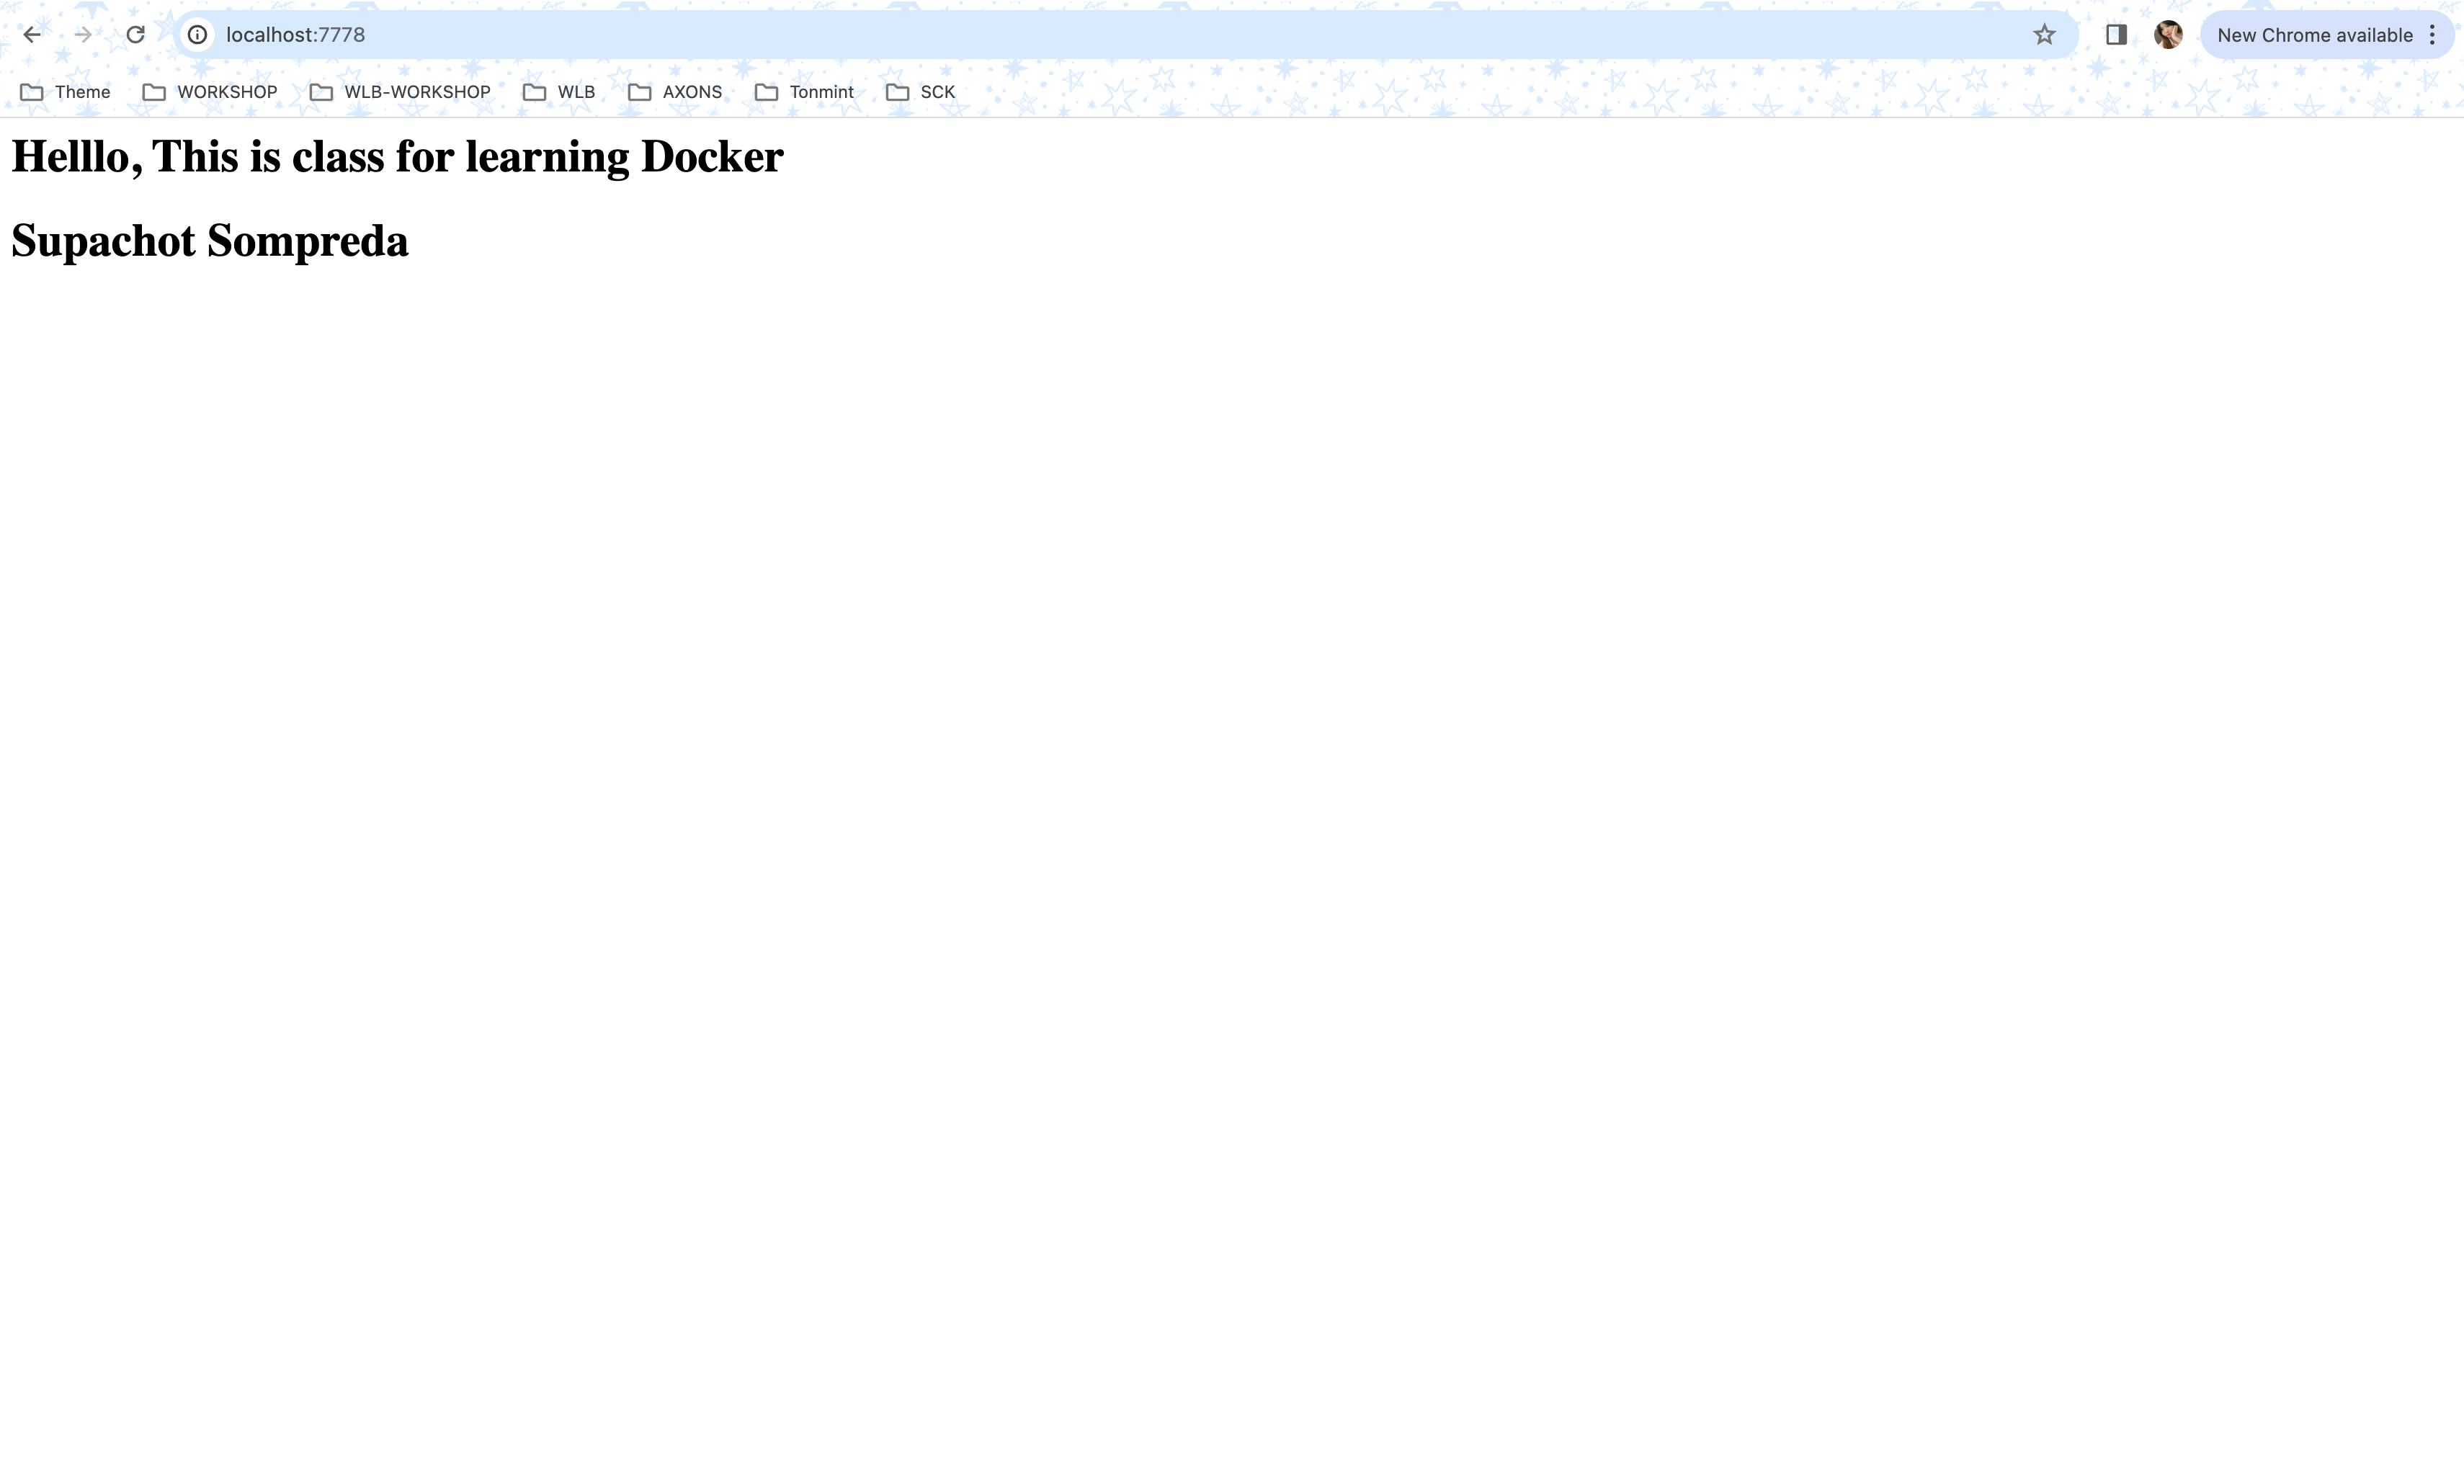 localhost:7778
New Chrome available
Theme WORKSHOP WLB-WORKSHOP WLB AXONS Tonmint SCK
Helllo, This is class for learning Docker
Supachot Sompreda